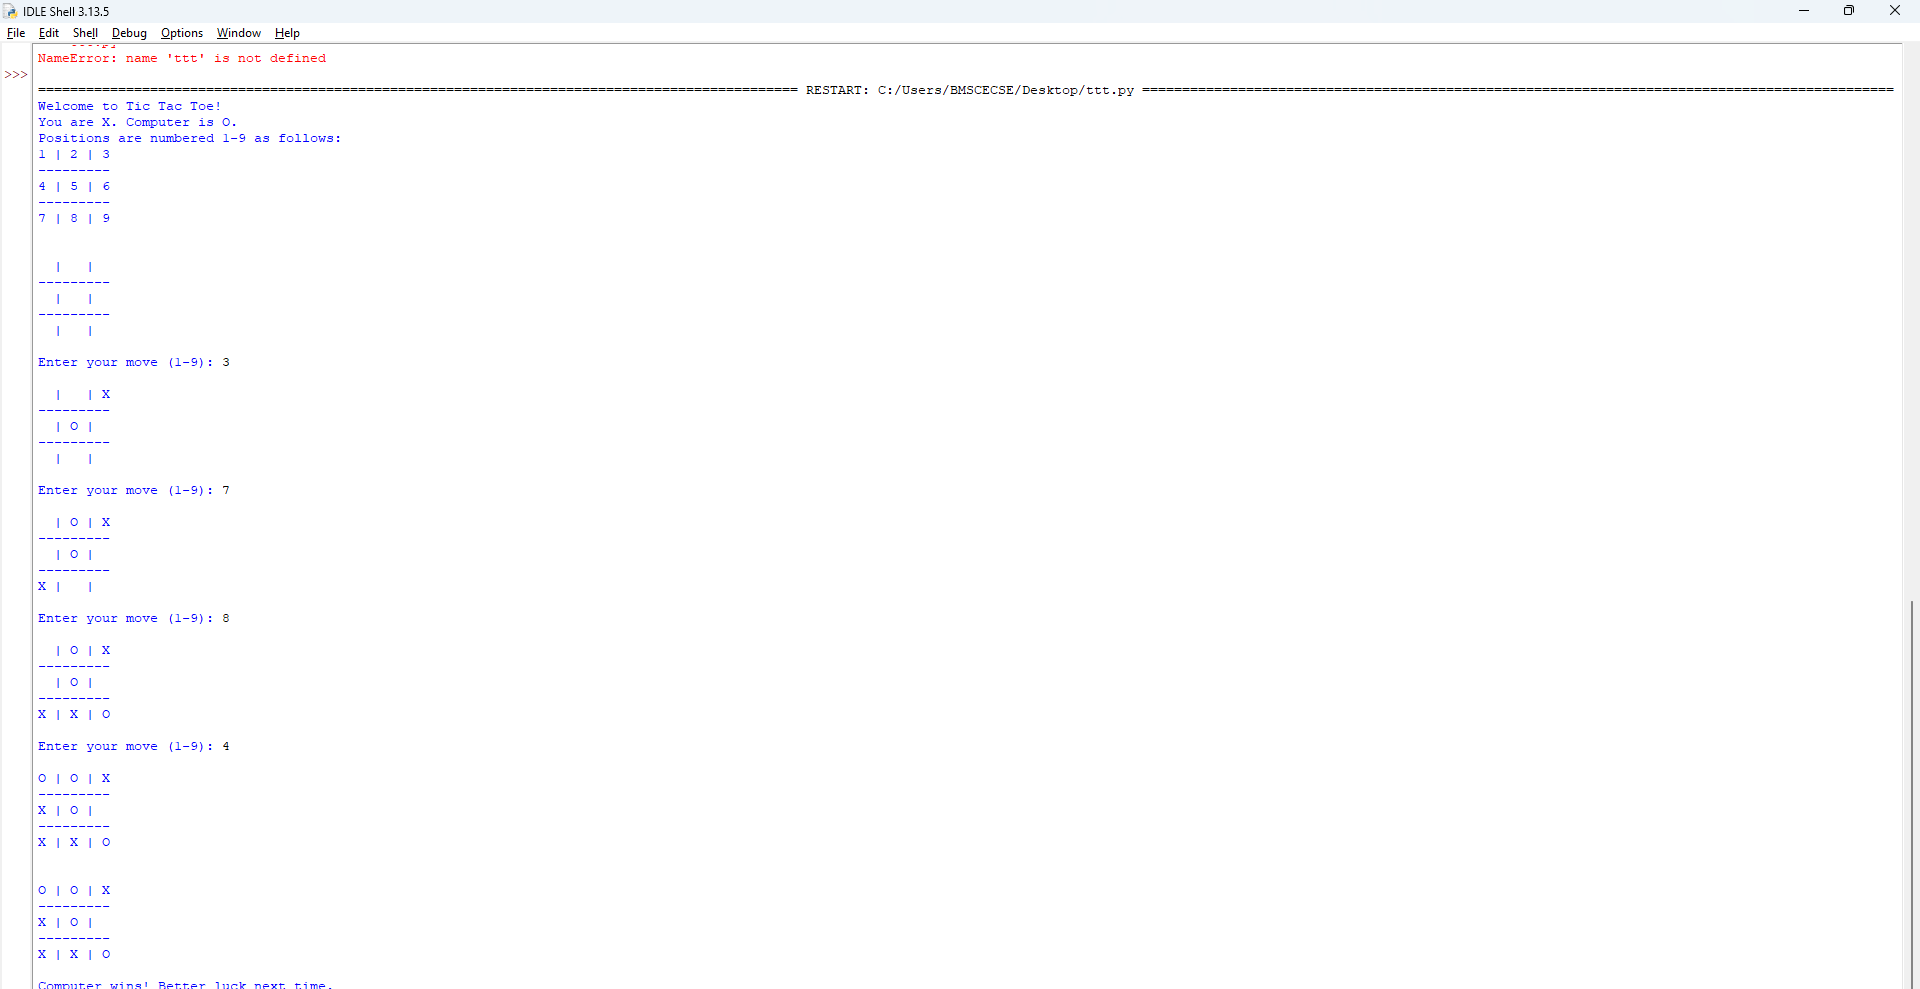 IDLE Shell 3.13.5
File Edit Shell Debug Options Window Help
NameError: name 'ttt' is not defined
>>>
=============================================================================================== RESTART: C:/Users/BMSCECSE/Desktop/ttt.py ==============================================================================================
Welcome to Tic Tac Toe!
You are X. Computer is O.
Positions are numbered 1-9 as follows:
1 | 2 | 3
---------
4 | 5 | 6
---------
7 | 8 | 9
  |   |
---------
  |   |
---------
  |   |
Enter your move (1-9): 3
  |   | X
---------
  | O |
---------
  |   |
Enter your move (1-9): 7
  | O | X
---------
  | O |
---------
X |   |
Enter your move (1-9): 8
  | O | X
---------
  | O |
---------
X | X | O
Enter your move (1-9): 4
O | O | X
---------
X | O |
---------
X | X | O
O | O | X
---------
X | O |
---------
X | X | O
Computer wins! Better luck next time.